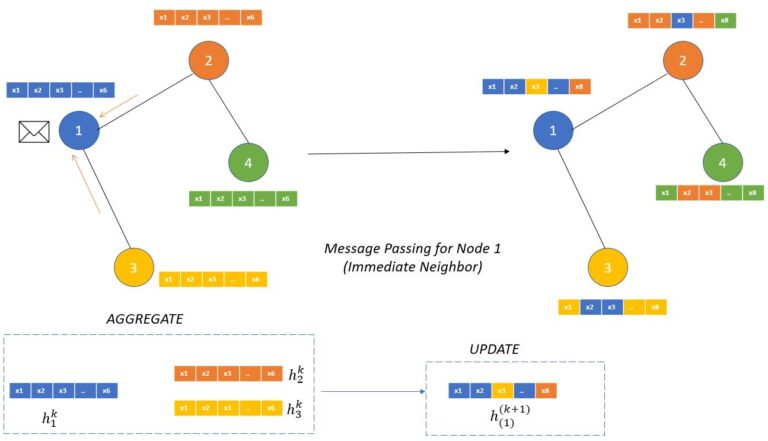 x1 x2 x3 .. x6
2
x1 x2 x3 .. x6
1
4
x1 x2 x3 .. x6
3
x1 x2 x3 .. x6
Message Passing for Node 1
(Immediate Neighbor)
x1 x2 x3 .. x8
2
x1 x2 x3 .. x8
1
4
x1 x2 x3 .. x8
3
x1 x2 x3 .. x8
AGGREGATE
x1 x2 x3 .. x6
h₁ᵏ
x1 x2 x3 .. x6 h₂ᵏ
x1 x2 x3 .. x6 h₃ᵏ
UPDATE
x1 x2 x3 .. x8
h₍₁₎⁽ᵏ⁺¹⁾